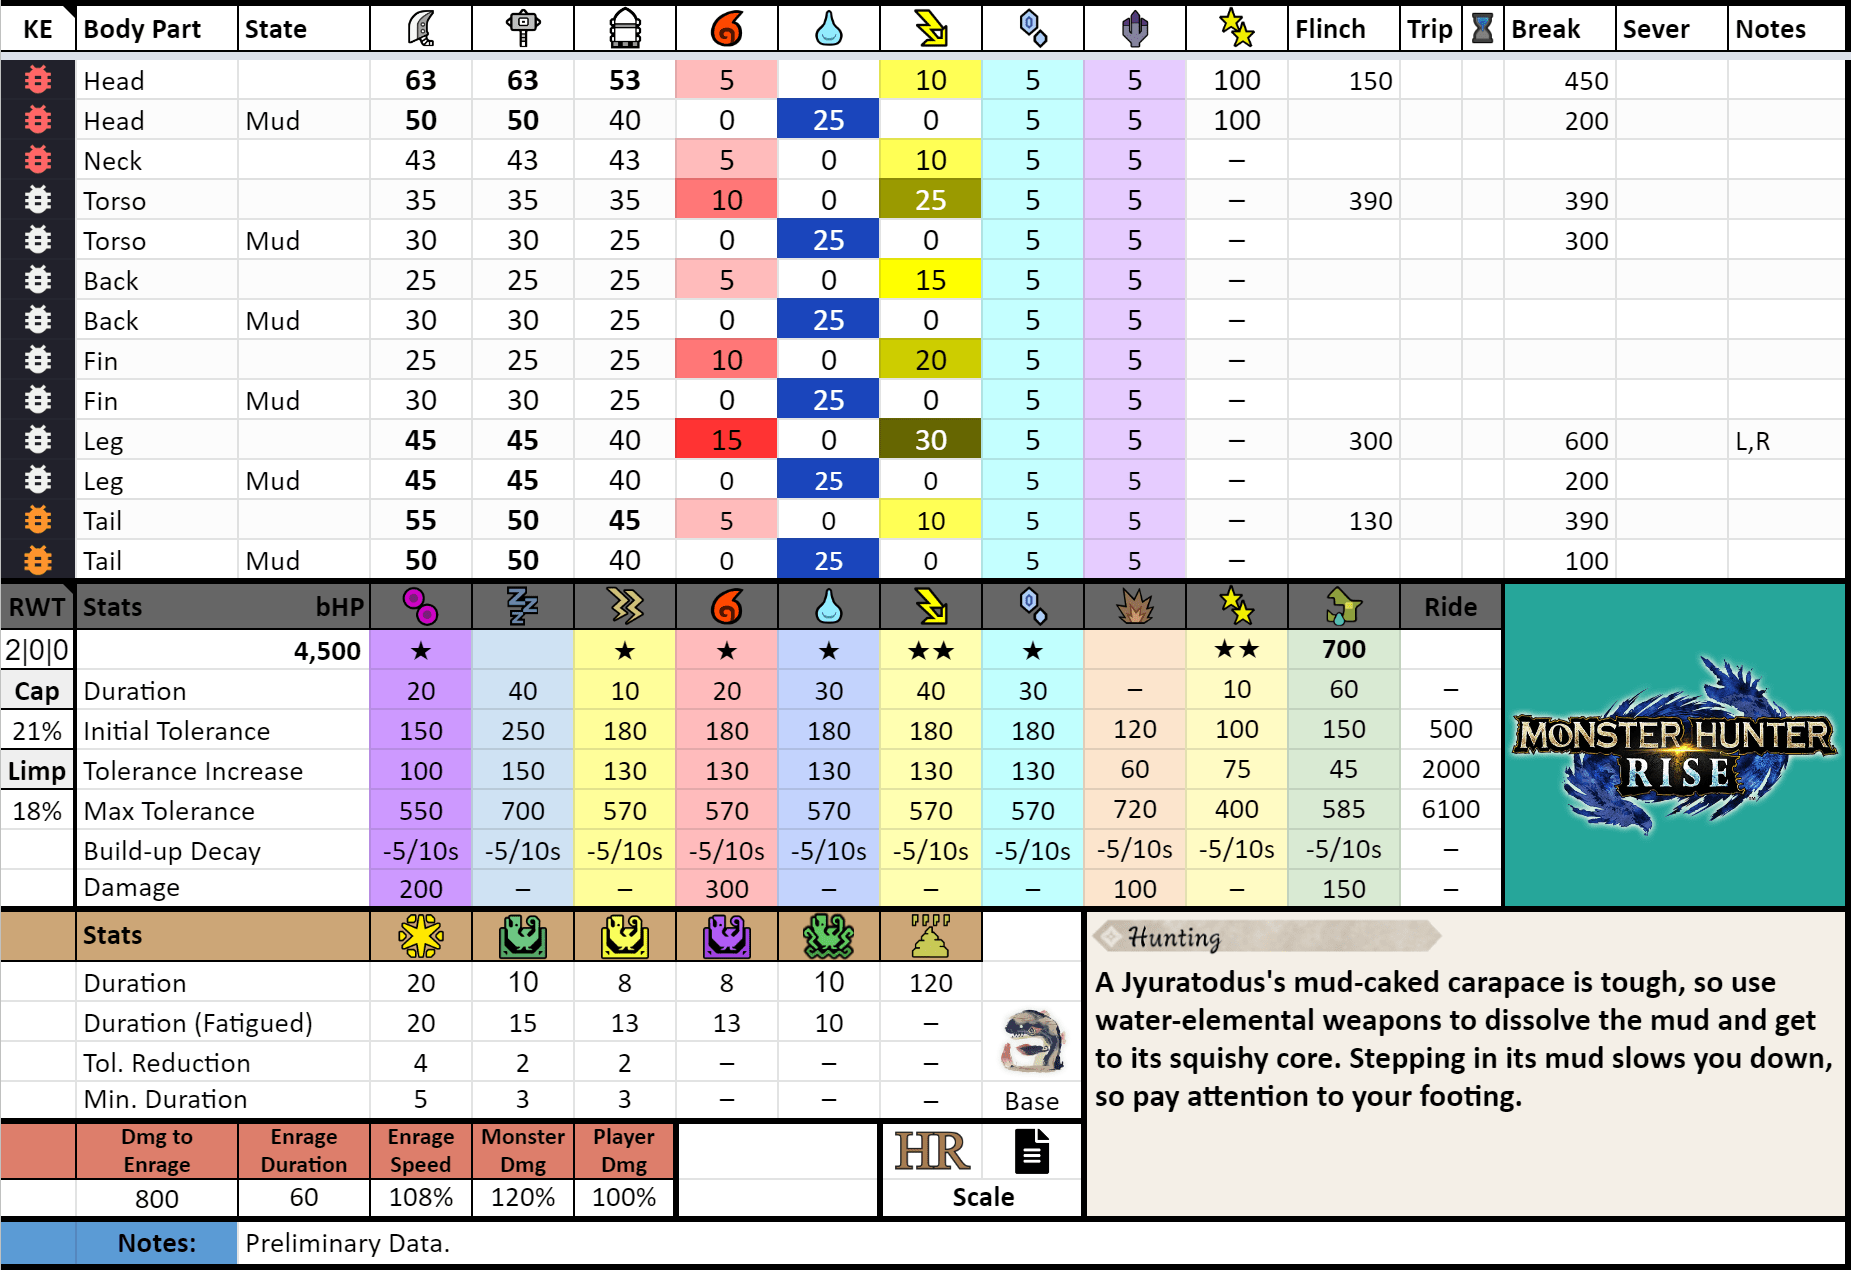 KE Body Part State Flinch Trip Break Sever Notes
Head 63 63 53 5 0 10 5 5 100 150 450
Head Mud 50 50 40 0 25 0 5 5 100 200
Neck 43 43 43 5 0 10 5 5 –
Torso 35 35 35 10 0 25 5 5 – 390 390
Torso Mud 30 30 25 0 25 0 5 5 – 300
Back 25 25 25 5 0 15 5 5 –
Back Mud 30 30 25 0 25 0 5 5 –
Fin 25 25 25 10 0 20 5 5 –
Fin Mud 30 30 25 0 25 0 5 5 –
Leg 45 45 40 15 0 30 5 5 – 300 600 L,R
Leg Mud 45 45 40 0 25 0 5 5 – 200
Tail 55 50 45 5 0 10 5 5 – 130 390
Tail Mud 50 50 40 0 25 0 5 5 – 100
RWT Stats bHP Ride
2|0|0 4,500 ★ ★ ★ ★ ★★ ★ ★★ 700
Cap Duration 20 40 10 20 30 40 30 – 10 60 –
21% Initial Tolerance 150 250 180 180 180 180 180 120 100 150 500
Limp Tolerance Increase 100 150 130 130 130 130 130 60 75 45 2000
18% Max Tolerance 550 700 570 570 570 570 570 720 400 585 6100
Build-up Decay -5/10s -5/10s -5/10s -5/10s -5/10s -5/10s -5/10s -5/10s -5/10s -5/10s –
Damage 200 – – 300 – – – 100 – 150 –
MONSTER HUNTER
RISE
Stats
Duration 20 10 8 8 10 120
Duration (Fatigued) 20 15 13 13 10 –
Tol. Reduction 4 2 2 – – –
Min. Duration 5 3 3 – – – Base
Hunting
A Jyuratodus's mud-caked carapace is tough, so use
water-elemental weapons to dissolve the mud and get
to its squishy core. Stepping in its mud slows you down,
so pay attention to your footing.
Dmg to Enrage Enrage Monster Player
Enrage Duration Speed Dmg Dmg
800 60 108% 120% 100%
HR
Scale
Notes: Preliminary Data.